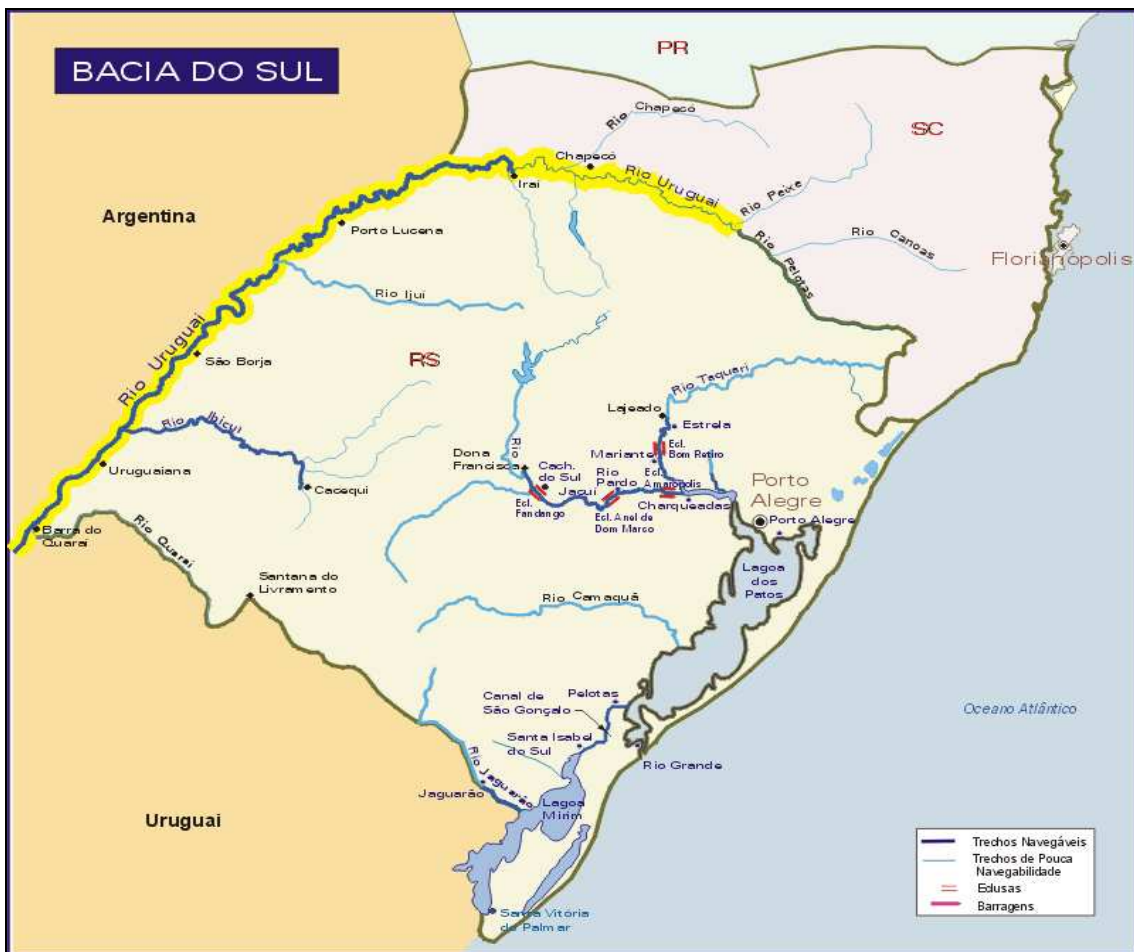 BACIA DO SUL
PR
SC
Rio Chapecó
Chapecó
Rio Uruguai
Irai
Rio Peixe
Argentina
Porto Lucena
Rio Canoas
Rio Pelotas
Florianópolis
Rio Ijuí
Rio Uruguai
São Borja
RS
Rio Taquari
Lajeado
Estrela
Rio Ibicuí
Ecl.
Bom Retiro
Mariante
Dona
Francisca
Rio
Cach.
do Sul
Rio
Pardo
Ecl.
Amarópolis
Uruguaiana
Cacequi
Jacuí
Charqueadas
Porto
Alegre
Porto Alegre
Ecl.
Fandango
Ecl. Anel de
Dom Marco
Barra do
Quaraí
Rio Quaraí
Santana do
Livramento
Lagoa
dos
Patos
Rio Camaquã
Pelotas
Canal de
São Gonçalo
Oceano Atlântico
Santa Isabel
do Sul
Rio Grande
Rio Jaguarão
Jaguarão
Lagoa
Mirim
Uruguai
Santa Vitória
do Palmar
Trechos Navegáveis
Trechos de Pouca
Navegabilidade
Eclusas
Barragens